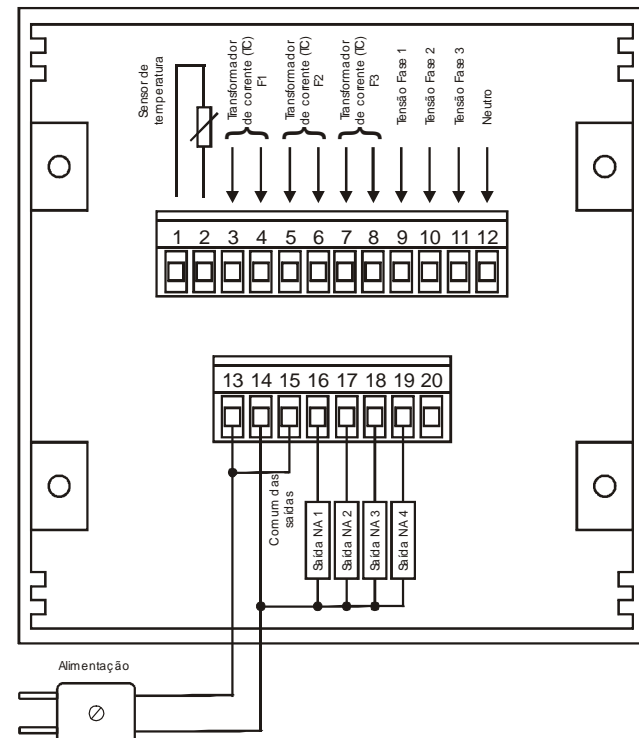 Sensor de
temperatura
Transformador
de corrente (TC)
F1
Transformador
de corrente (TC)
F2
Transformador
de corrente (TC)
F3
Tensão Fase 1
Tensão Fase 2
Tensão Fase 3
Neutro
1 2 3 4 5 6 7 8 9 10 11 12
13 14 15 16 17 18 19 20
Comum das
saídas
Saída NA 1
Saída NA 2
Saída NA 3
Saída NA 4
Alimentação